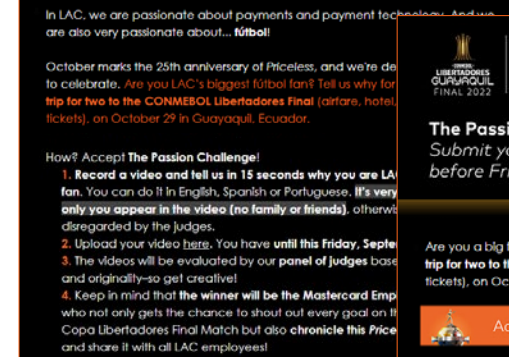 In LAC, we are passionate about payments and payment technology. And we
are also very passionate about... fútbol!
October marks the 25th anniversary of Priceless, and we're de
to celebrate. Are you LAC's biggest fútbol fan? Tell us why for
trip for two to the CONMEBOL Libertadores Final (airfare, hotel,
tickets), on October 29 in Guayaquil, Ecuador.
How? Accept The Passion Challenge!
1. Record a video and tell us in 15 seconds why you are LA
fan. You can do it in English, Spanish or Portuguese. It's very
only you appear in the video (no family or friends), otherwi
disregarded by the judges.
2. Upload your video here. You have until this Friday, Septe
3. The videos will be evaluated by our panel of judges base
and originality–so get creative!
4. Keep in mind that the winner will be the Mastercard Emp
who not only gets the chance to shout out every goal on t
Copa Libertadores Final Match but also chronicle this Price
and share it with all LAC employees!
CONMEBOL
LIBERTADORES
GUAYAQUIL
FINAL 2022
The Passi
Submit yo
before Fri
Are you a big f
trip for two to t
tickets), on Oc
Ac